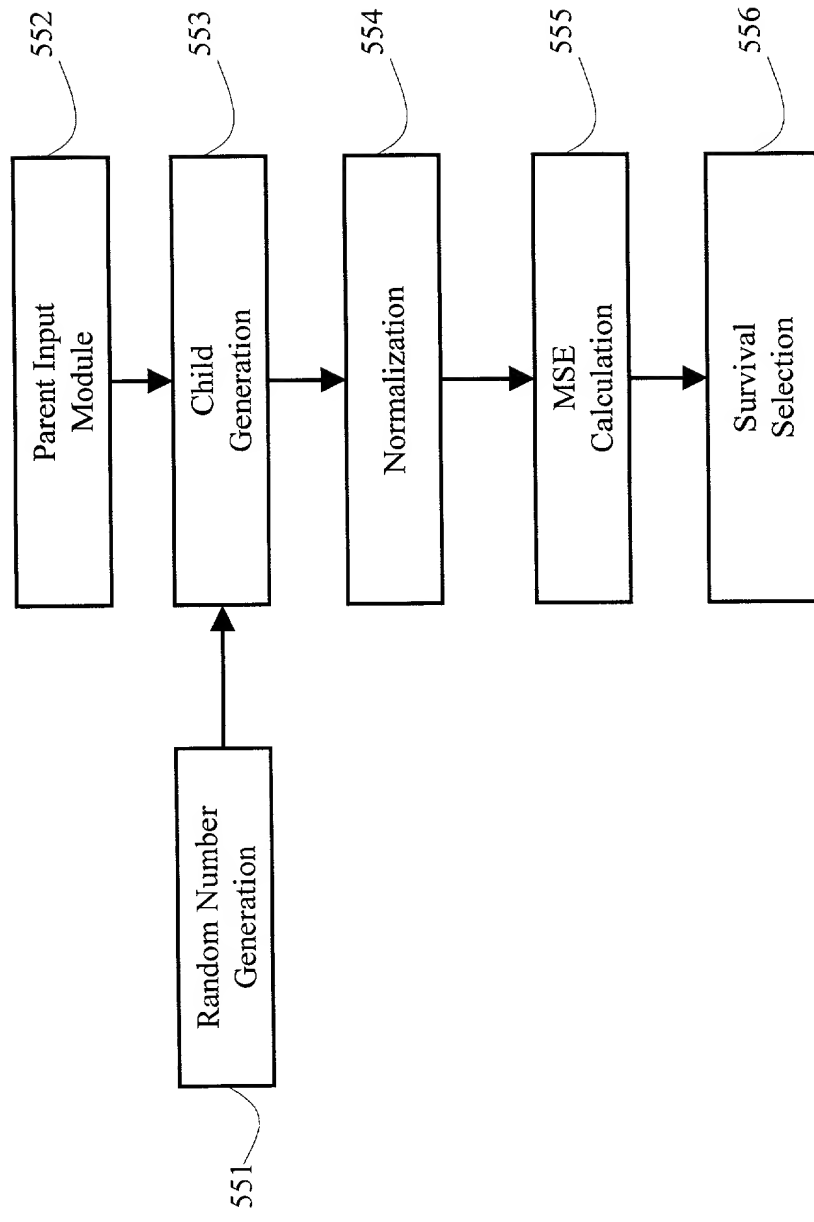 552
Parent Input
Module
553
Child
Generation
551
Random Number
Generation
554
Normalization
555
MSE
Calculation
556
Survival
Selection